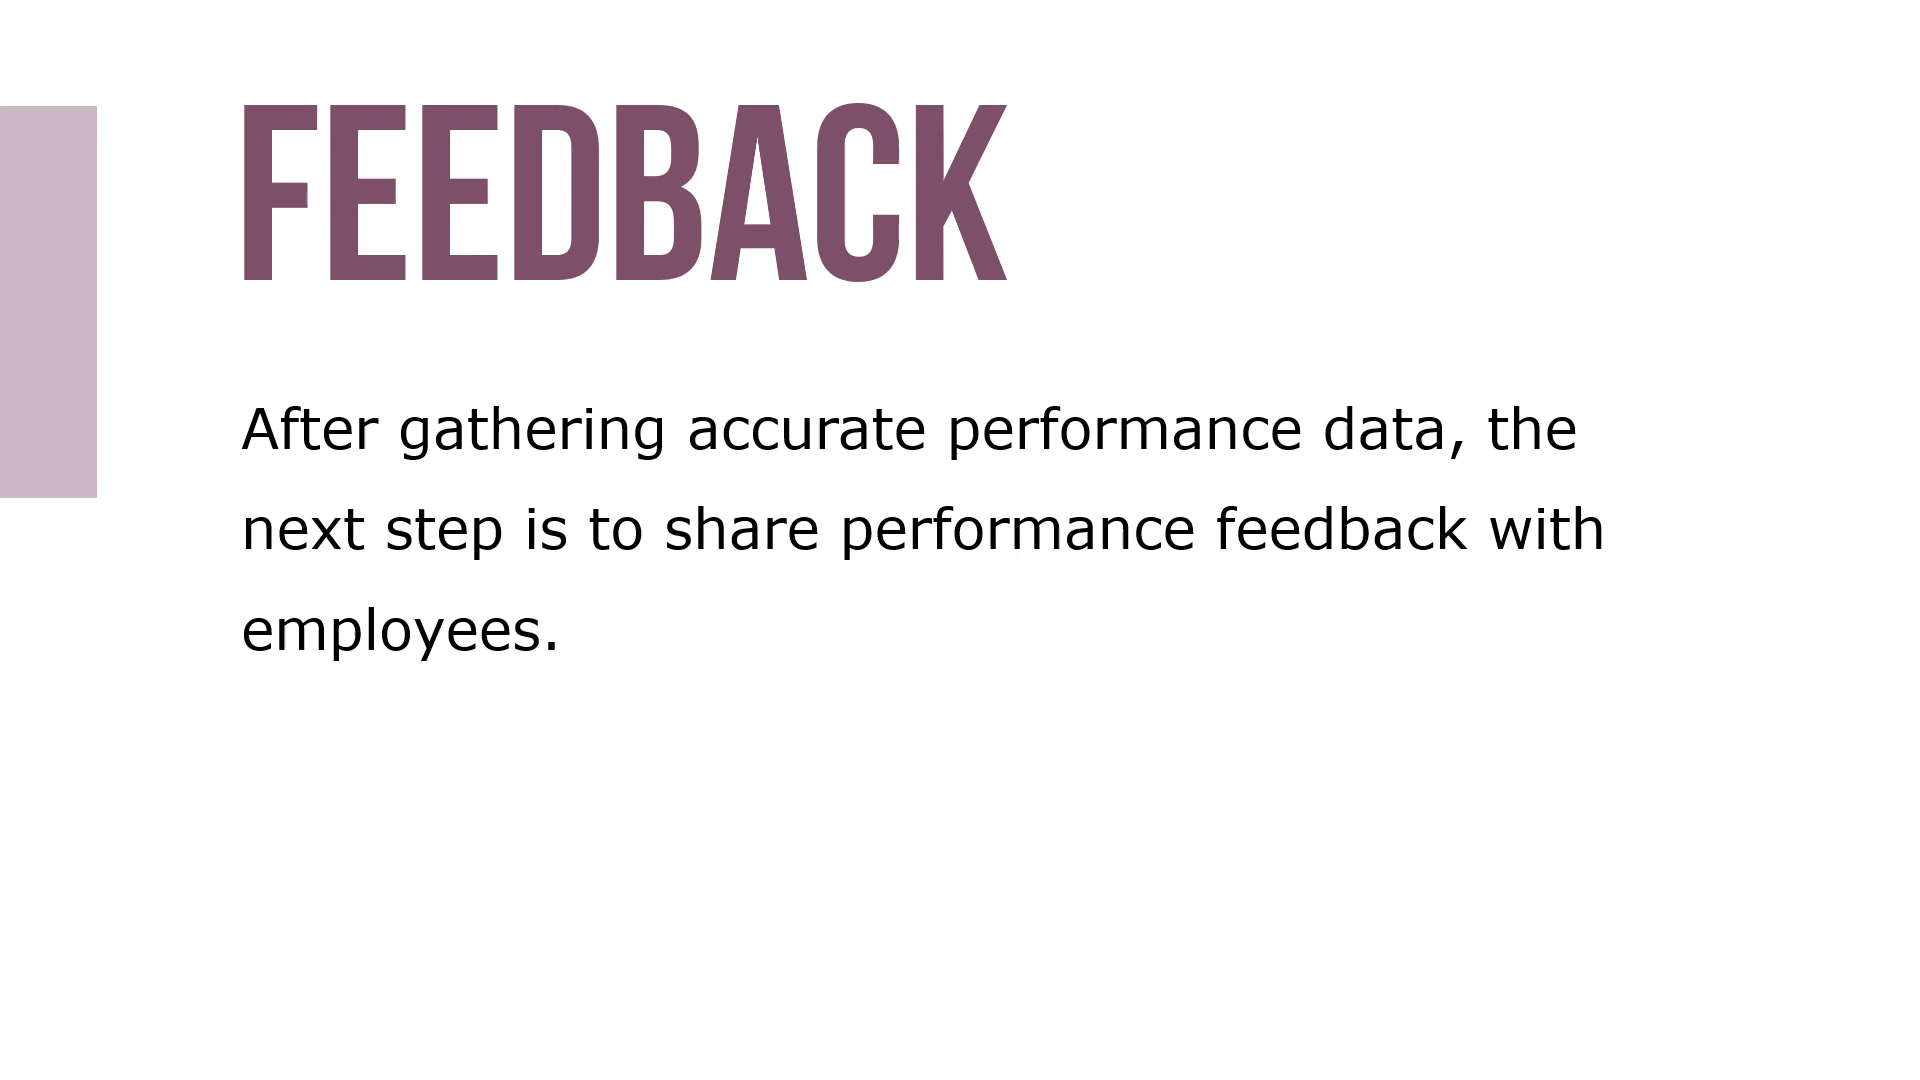 FEEDBACK
After gathering accurate performance data, the
next step is to share performance feedback with
employees.